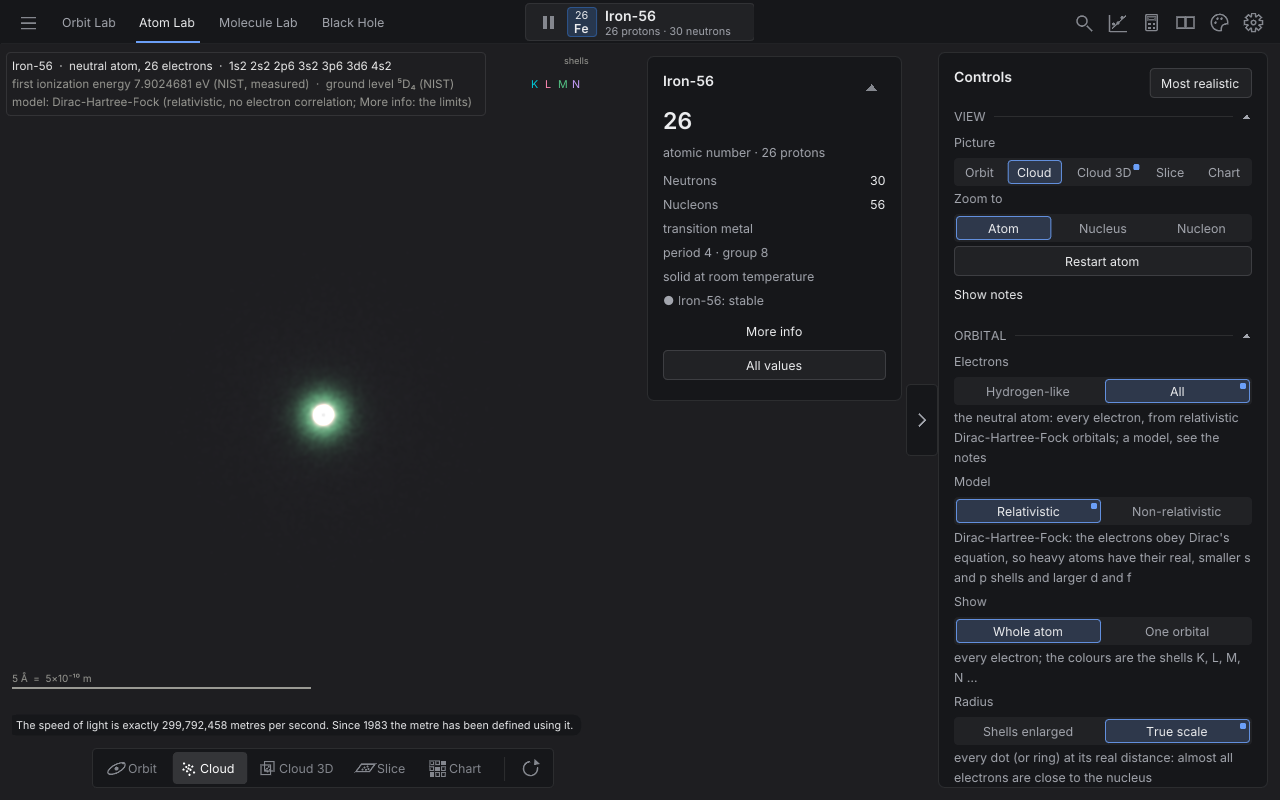 Orbit Lab
Atom Lab
Molecule Lab
Black Hole
26
Fe
Iron-56
26 protons · 30 neutrons
Iron-56 · neutral atom, 26 electrons · 1s2 2s2 2p6 3s2 3p6 3d6 4s2
first ionization energy 7.9024681 eV (NIST, measured) · ground level ⁵D₄ (NIST)
model: Dirac-Hartree-Fock (relativistic, no electron correlation; More info: the limits)
shells
K L M N
Iron-56
26
atomic number · 26 protons
Neutrons 30
Nucleons 56
transition metal
period 4 · group 8
solid at room temperature
Iron-56: stable
More info
All values
Controls
Most realistic
VIEW
Picture
Orbit Cloud Cloud 3D Slice Chart
Zoom to
Atom Nucleus Nucleon
Restart atom
Show notes
ORBITAL
Electrons
Hydrogen-like All
the neutral atom: every electron, from relativistic
Dirac-Hartree-Fock orbitals; a model, see the
notes
Model
Relativistic Non-relativistic
Dirac-Hartree-Fock: the electrons obey Dirac's
equation, so heavy atoms have their real, smaller s
and p shells and larger d and f
Show
Whole atom One orbital
every electron; the colours are the shells K, L, M,
N ...
Radius
Shells enlarged True scale
every dot (or ring) at its real distance: almost all
electrons are close to the nucleus
5 Å = 5×10⁻¹⁰ m
The speed of light is exactly 299,792,458 metres per second. Since 1983 the metre has been defined using it.
Orbit Cloud Cloud 3D Slice Chart